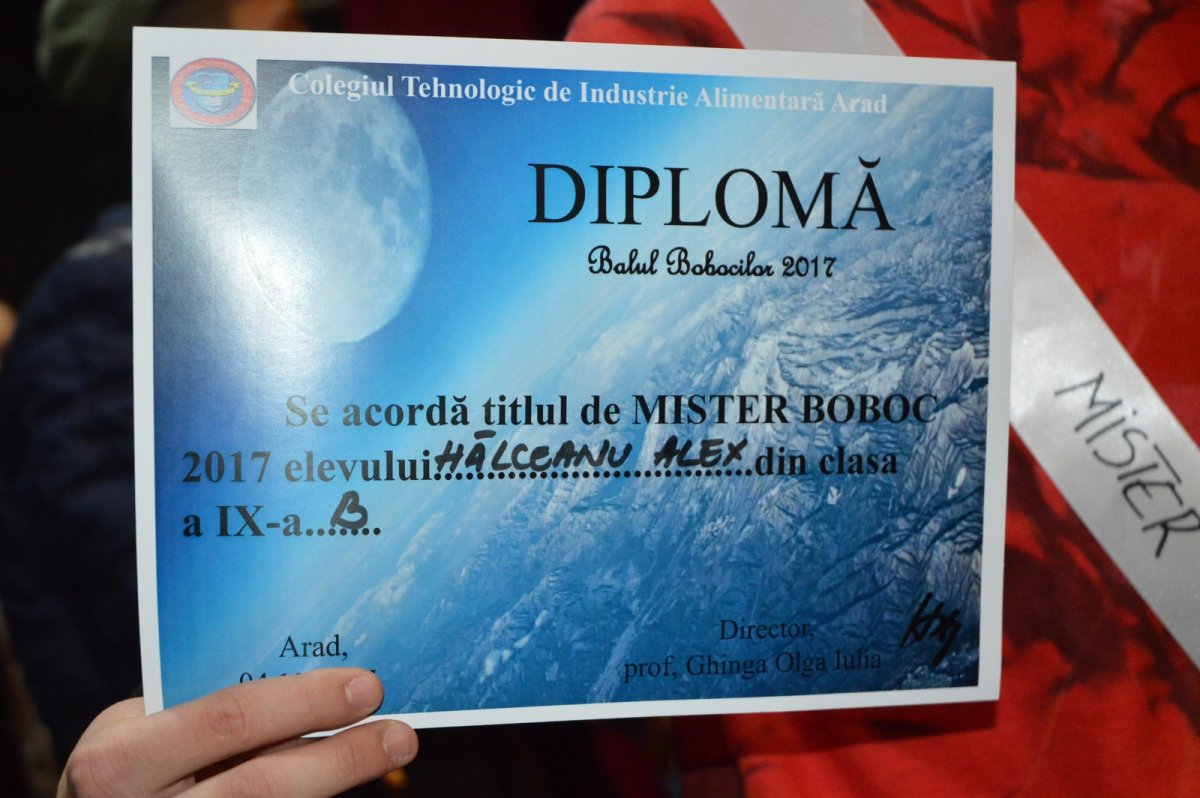 Colegiul Tehnologic de Industrie Alimentară Arad
DIPLOMĂ
Balul Bobocilor 2017
Se acordă titlul de MISTER BOBOC
2017 elevului HĂLCEANU ALEX din clasa
a IX-a B
Arad,
Director,
prof, Ghinga Olga Iulia
MISTER